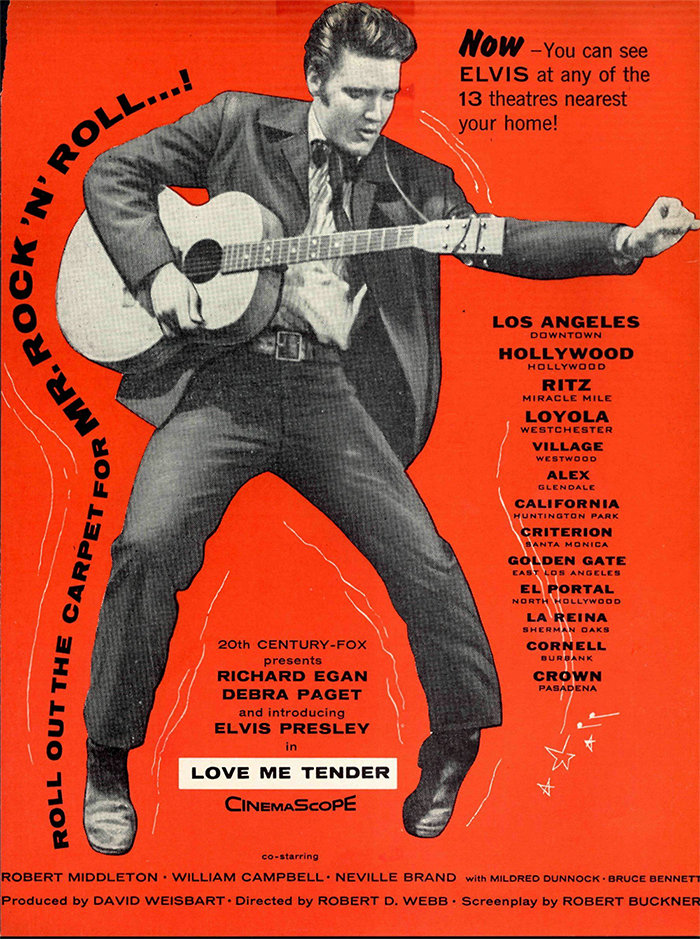 Now – You can see
ELVIS at any of the
13 theatres nearest
your home!
ROLL OUT THE CARPET FOR MR. ROCK 'N' ROLL...!
LOS ANGELES
DOWNTOWN
HOLLYWOOD
HOLLYWOOD
RITZ
MIRACLE MILE
LOYOLA
WESTCHESTER
VILLAGE
WESTWOOD
ALEX
GLENDALE
CALIFORNIA
HUNTINGTON PARK
CRITERION
SANTA MONICA
GOLDEN GATE
EAST LOS ANGELES
EL PORTAL
NORTH HOLLYWOOD
LA REINA
SHERMAN OAKS
CORNELL
BURBANK
CROWN
PASADENA
20th CENTURY-FOX
presents
RICHARD EGAN
DEBRA PAGET
and introducing
ELVIS PRESLEY
in
LOVE ME TENDER
CINEMASCOPE
co-starring
ROBERT MIDDLETON · WILLIAM CAMPBELL · NEVILLE BRAND with MILDRED DUNNOCK · BRUCE BENNETT
Produced by DAVID WEISBART · Directed by ROBERT D. WEBB · Screenplay by ROBERT BUCKNER